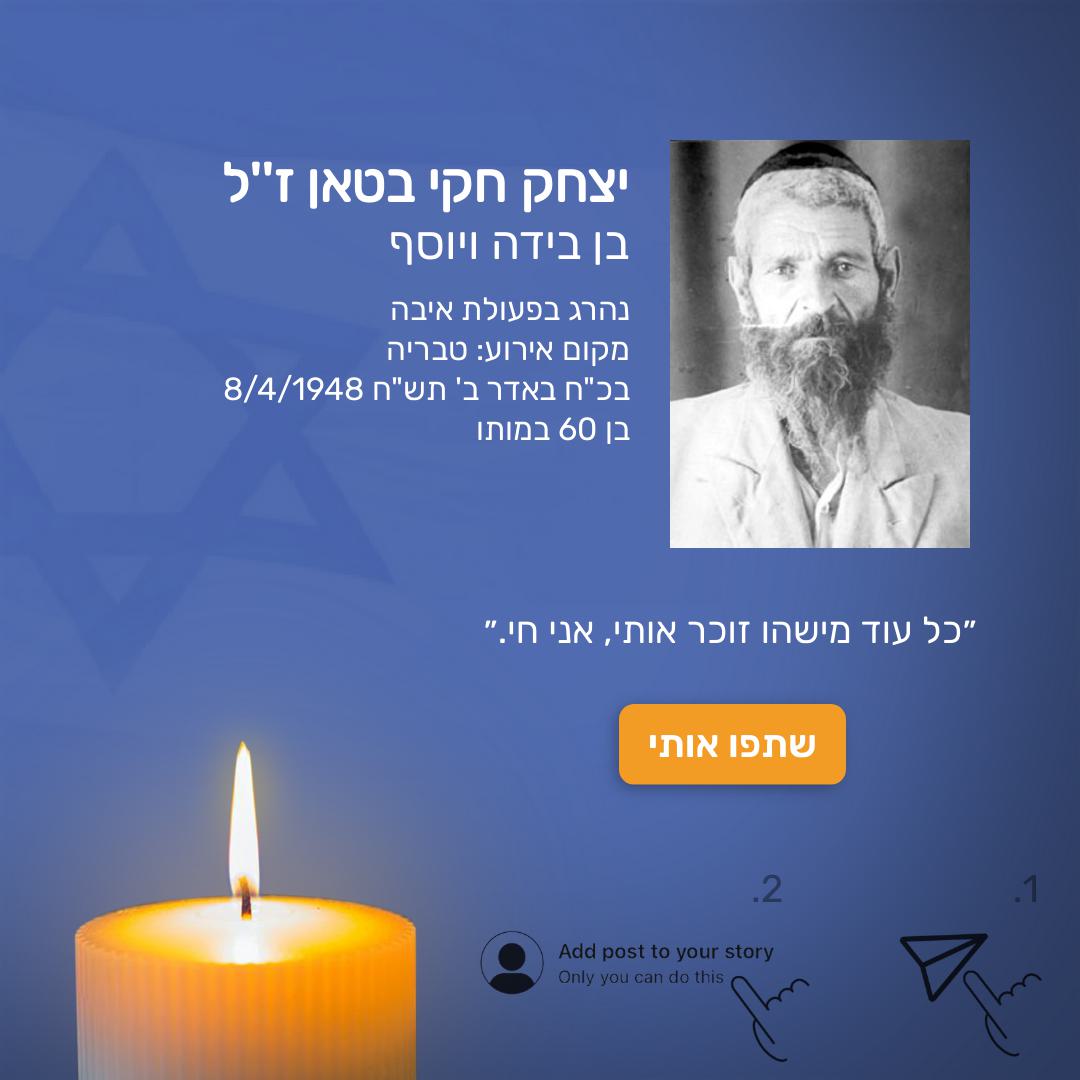 יצחק חקי בטאן ז''ל
בן בידה ויוסף
נהרג בפעולת איבה
מקום אירוע: טבריה
בכ"ח באדר ב' תש"ח 8/4/1948
בן 60 במותו
״כל עוד מישהו זוכר אותי, אני חי.״
שתפו אותי
1.
2.
Add post to your story
Only you can do this